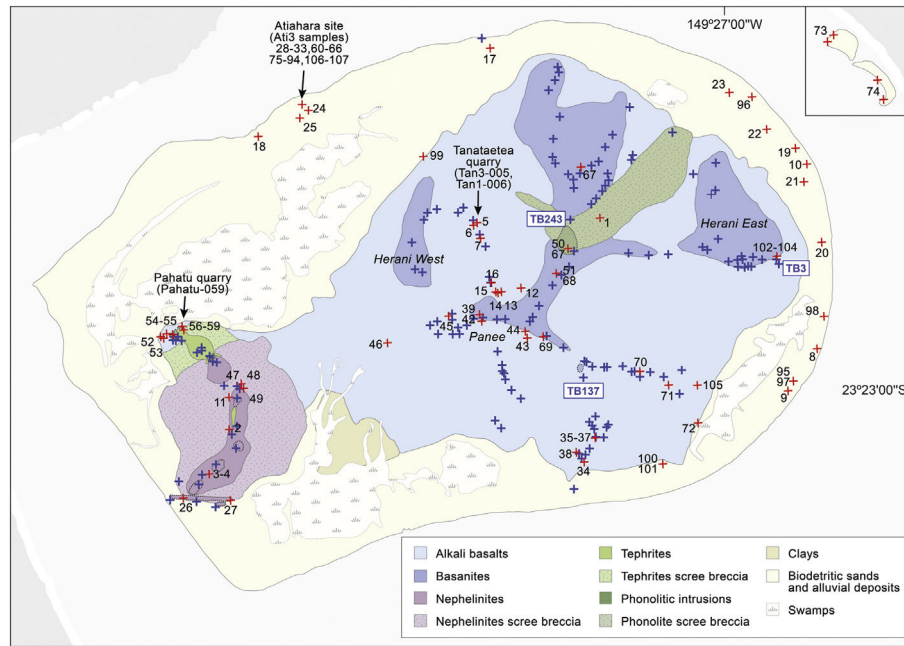 149°27'00"W
Atiahara site
(Ati3 samples)
28-33,60-66
75-94,106-107
73
74
17
23
96
24
25
22
18
99
19
10
21
Tanataetea
quarry
(Tan3-005,
Tan1-006)
67
TB243
5
6
7
1
Herani East
102-104
TB3
20
Herani West
50
67
51
68
16
15
14
13
12
Pahatu quarry
(Pahatu-059)
54-55
56-59
52
53
39
42
45
Panee
44
43
69
46
98
8
70
71
105
95
97
9
23°23'00"S
TB137
47
48
49
11
2
72
35-37
38
34
100
101
3-4
26
27
Alkali basalts
Basanites
Nephelinites
Nephelinites scree breccia
Tephrites
Tephrites scree breccia
Phonolitic intrusions
Phonolite scree breccia
Clays
Biodetritic sands
and alluvial deposits
Swamps